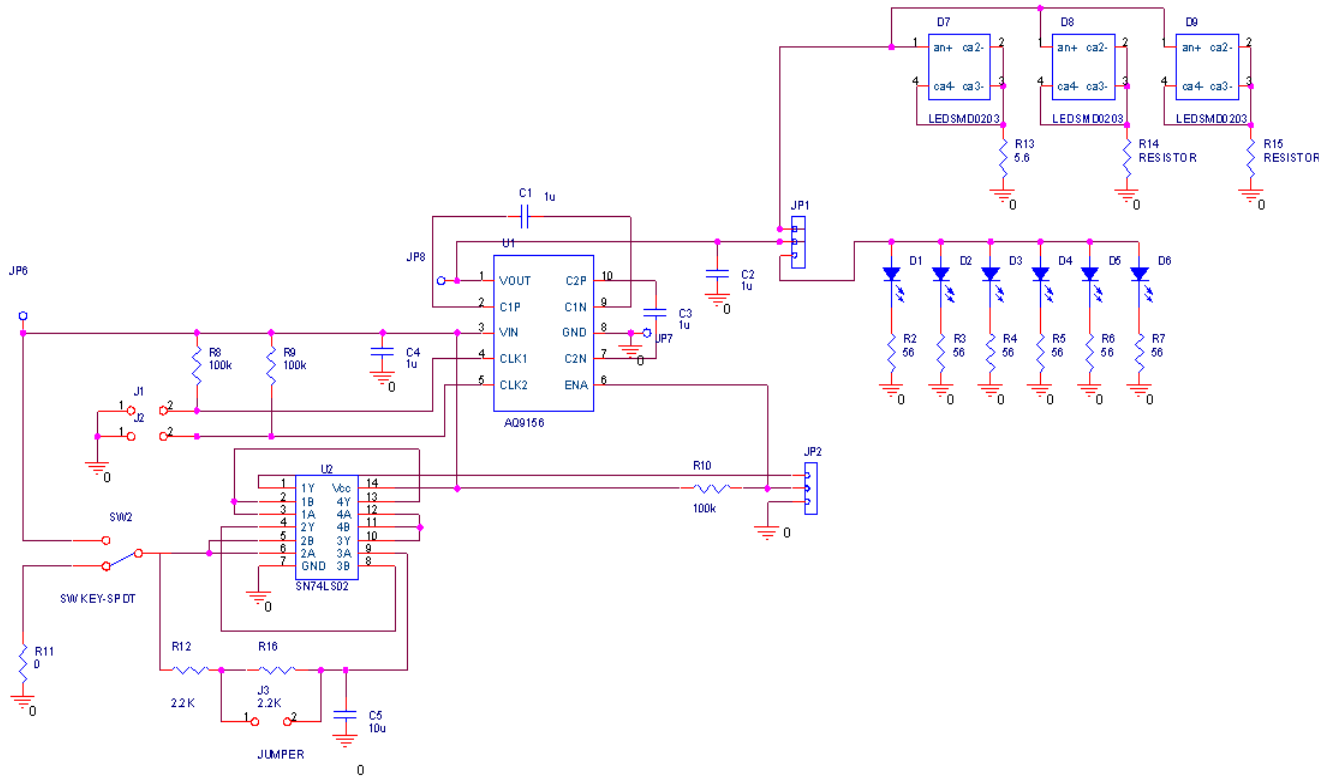 D7 D8 D9
1 an+ ca2- 2 1 an+ ca2- 2 1 an+ ca2- 2
4 ca4- ca3- 3 4 ca4- ca3- 3 4 ca4- ca3- 3
LEDSMD0203 LEDSMD0203 LEDSMD0203
R13 R14 R15
5.6 RESISTOR RESISTOR
0 0 0
C1
1u
JP1
U1
JP8
JP6
1 VOUT C2P 10
2 C1P C1N 9
3 VIN GND 8
4 CLK1 C2N 7
5 CLK2 ENA 6
AQ9156
C2
1u
0
C3
1u
JP7
0
D1 D2 D3 D4 D5 D6
R2 R3 R4 R5 R6 R7
56 56 56 56 56 56
0 0 0 0 0 0
R8 R9
100k 100k
C4
1u
0
J1
1 2
J2
1 2
0
U2
1 1Y Vcc 14
2 1B 4Y 13
3 1A 4A 12
4 2Y 4B 11
5 2B 3Y 10
6 2A 3A 9
7 GND 3B 8
SN74LS02
0
R10
100k
JP2
0
SW2
SW KEY-SPDT
R11
0
0
R12 R16
2.2K 2.2K
J3
1 2
JUMPER
C5
10u
0